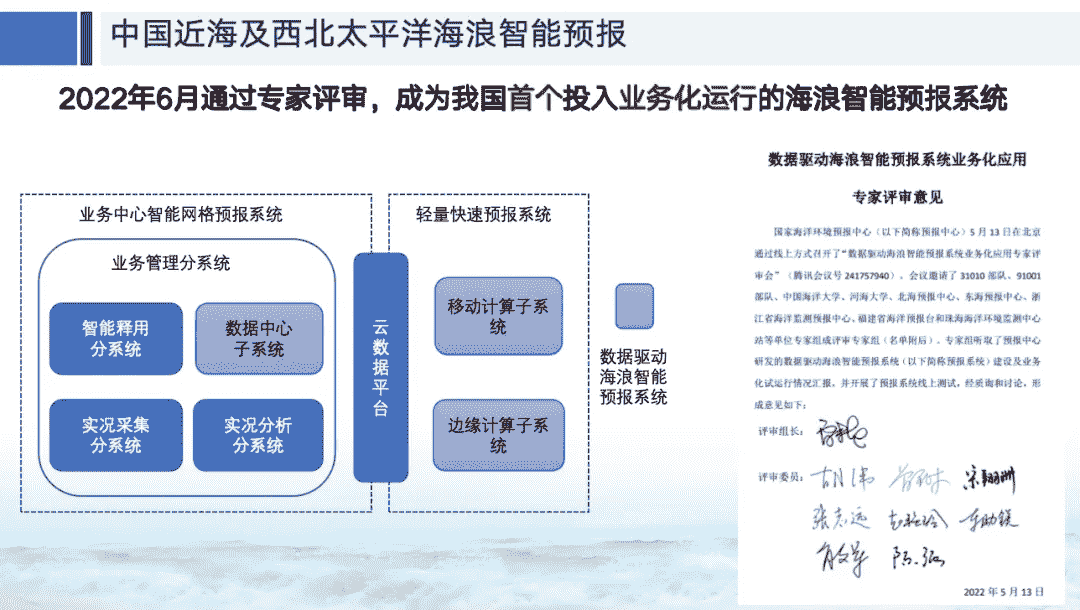 中国近海及西北太平洋海浪智能预报
2022年6月通过专家评审，成为我国首个投入业务化运行的海浪智能预报系统
业务中心智能网格预报系统
业务管理分系统
智能释用
分系统
数据中心
子系统
实况采集
分系统
实况分析
分系统
云数据平台
轻量快速预报系统
移动计算子系
统
边缘计算子系
统
数据驱动
海浪智能
预报系统
数据驱动海浪智能预报系统业务化应用
专家评审意见
国家海洋环境预报中心（以下简称预报中心）5月13日在北京
通过线上方式召开了“数据驱动海浪智能预报系统业务化应用专家评
审会”（腾讯会议号 241757940）。会议邀请了 31010 部队、91001
部队、中国海洋大学、河海大学、北海预报中心、东海预报中心、浙
江省海洋监测预报中心、福建省海洋预报台和珠海海洋环境监测中心
站等单位专家组成评审专家组（名单附后）。专家组听取了预报中心
研发的数据驱动海浪智能预报系统（以下简称预报系统）建设及业务
化试运行情况汇报，并开展了预报系统线上测试，经质询和讨论，形
成意见如下：
评审组长：
评审委员：
张志远
2022 年 5 月 13 日